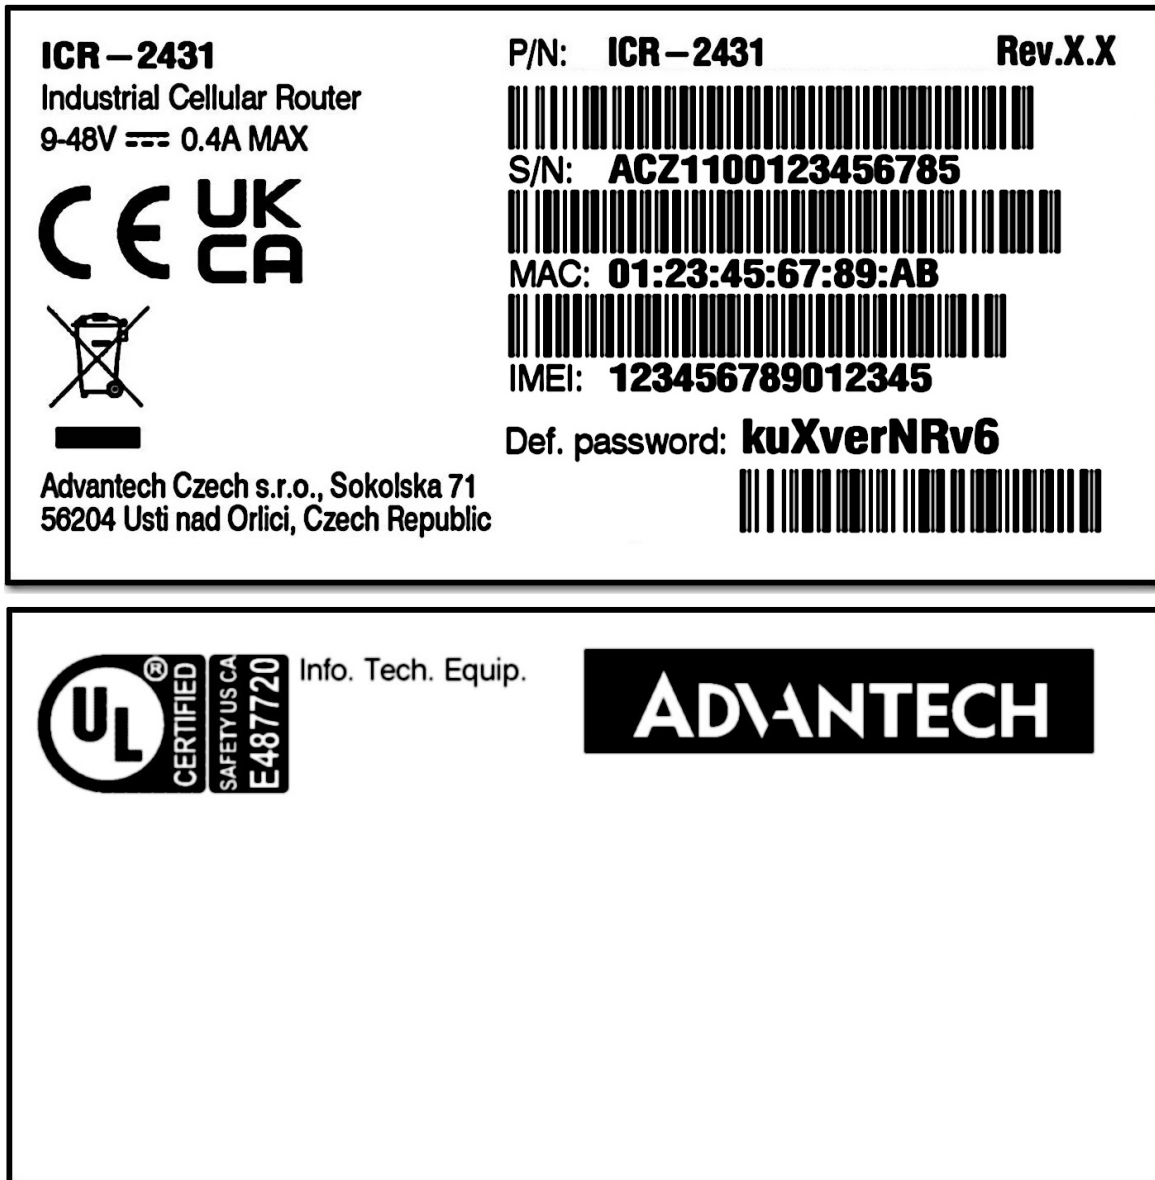 ICR-2431
Industrial Cellular Router
9-48V 0.4A MAX
CE UK CA
Advantech Czech s.r.o., Sokolska 71
56204 Usti nad Orlici, Czech Republic
P/N: ICR-2431 Rev.X.X
S/N: ACZ1100123456785
MAC: 01:23:45:67:89:AB
IMEI: 123456789012345
Def. password: kuXverNRv6
UL ®
CERTIFIED
SAFETY US CA
E487720
Info. Tech. Equip.
ADVANTECH